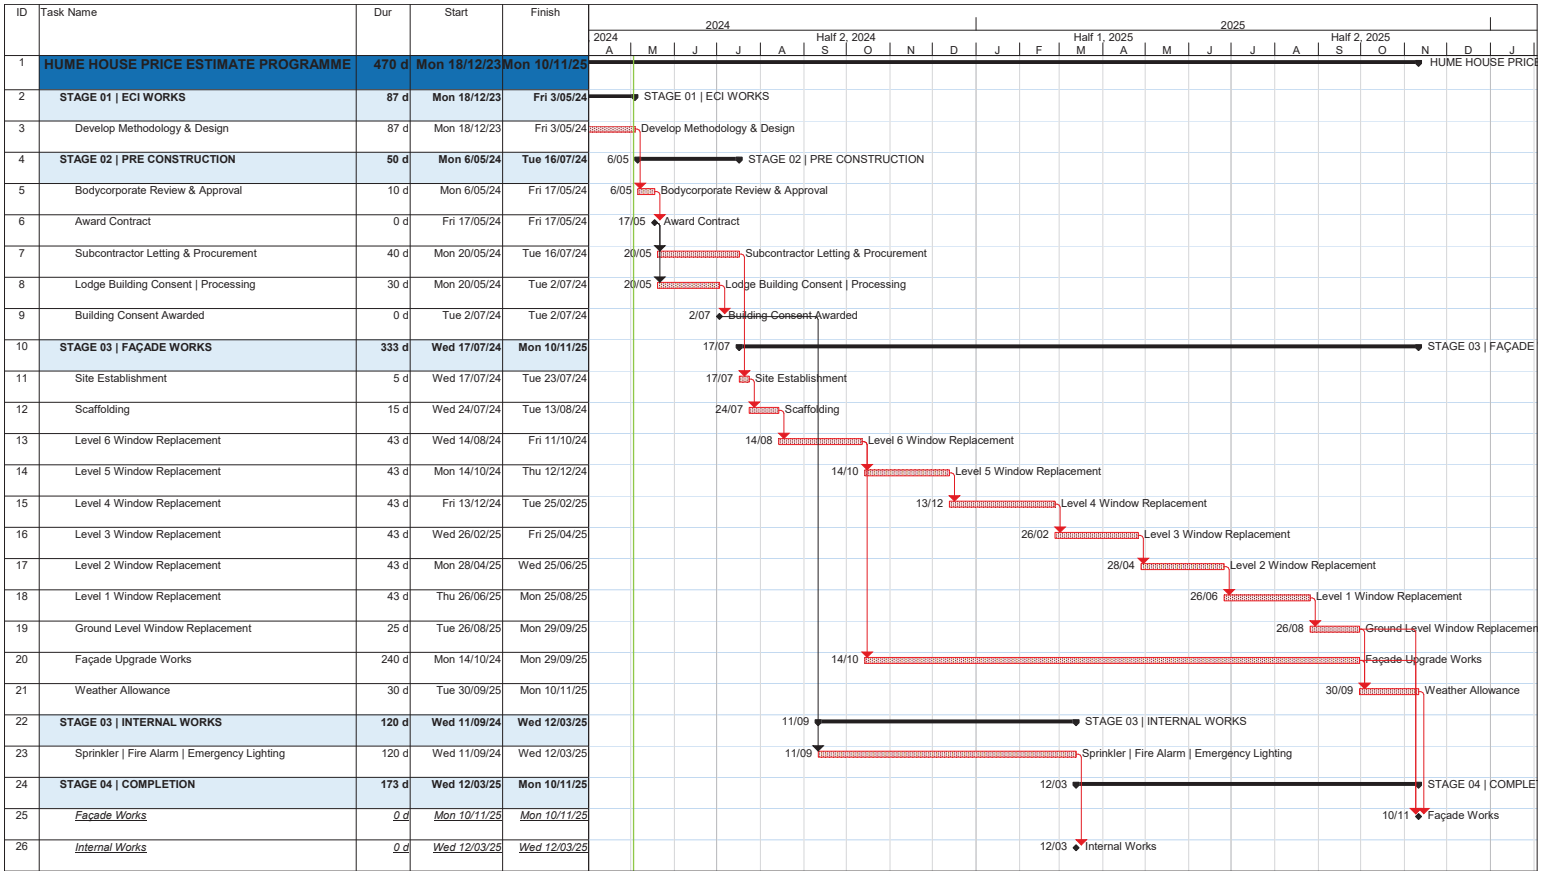 ID Task Name Dur Start Finish
2024 2025
2024 Half 2, 2024 Half 1, 2025 Half 2, 2025
A M J J A S O N D J F M A M J J A S O N D J
1 HUME HOUSE PRICE ESTIMATE PROGRAMME 470 d Mon 18/12/23 Mon 10/11/25 HUME HOUSE PRICE
2 STAGE 01 | ECI WORKS 87 d Mon 18/12/23 Fri 3/05/24 STAGE 01 | ECI WORKS
3 Develop Methodology & Design 87 d Mon 18/12/23 Fri 3/05/24 Develop Methodology & Design
4 STAGE 02 | PRE CONSTRUCTION 50 d Mon 6/05/24 Tue 16/07/24 6/05 STAGE 02 | PRE CONSTRUCTION
5 Bodycorporate Review & Approval 10 d Mon 6/05/24 Fri 17/05/24 6/05 Bodycorporate Review & Approval
6 Award Contract 0 d Fri 17/05/24 Fri 17/05/24 17/05 Award Contract
7 Subcontractor Letting & Procurement 40 d Mon 20/05/24 Tue 16/07/24 20/05 Subcontractor Letting & Procurement
8 Lodge Building Consent | Processing 30 d Mon 20/05/24 Tue 2/07/24 20/05 Lodge Building Consent | Processing
9 Building Consent Awarded 0 d Tue 2/07/24 Tue 2/07/24 2/07 Building Consent Awarded
10 STAGE 03 | FAÇADE WORKS 333 d Wed 17/07/24 Mon 10/11/25 17/07 STAGE 03 | FAÇADE
11 Site Establishment 5 d Wed 17/07/24 Tue 23/07/24 17/07 Site Establishment
12 Scaffolding 15 d Wed 24/07/24 Tue 13/08/24 24/07 Scaffolding
13 Level 6 Window Replacement 43 d Wed 14/08/24 Fri 11/10/24 14/08 Level 6 Window Replacement
14 Level 5 Window Replacement 43 d Mon 14/10/24 Thu 12/12/24 14/10 Level 5 Window Replacement
15 Level 4 Window Replacement 43 d Fri 13/12/24 Tue 25/02/25 13/12 Level 4 Window Replacement
16 Level 3 Window Replacement 43 d Wed 26/02/25 Fri 25/04/25 26/02 Level 3 Window Replacement
17 Level 2 Window Replacement 43 d Mon 28/04/25 Wed 25/06/25 28/04 Level 2 Window Replacement
18 Level 1 Window Replacement 43 d Thu 26/06/25 Mon 25/08/25 26/06 Level 1 Window Replacement
19 Ground Level Window Replacement 25 d Tue 26/08/25 Mon 29/09/25 26/08 Ground Level Window Replacemen
20 Façade Upgrade Works 240 d Mon 14/10/24 Mon 29/09/25 14/10 Façade Upgrade Works
21 Weather Allowance 30 d Tue 30/09/25 Mon 10/11/25 30/09 Weather Allowance
22 STAGE 03 | INTERNAL WORKS 120 d Wed 11/09/24 Wed 12/03/25 11/09 STAGE 03 | INTERNAL WORKS
23 Sprinkler | Fire Alarm | Emergency Lighting 120 d Wed 11/09/24 Wed 12/03/25 11/09 Sprinkler | Fire Alarm | Emergency Lighting
24 STAGE 04 | COMPLETION 173 d Wed 12/03/25 Mon 10/11/25 12/03 STAGE 04 | COMPLE
25 Façade Works 0 d Mon 10/11/25 Mon 10/11/25 10/11 Façade Works
26 Internal Works 0 d Wed 12/03/25 Wed 12/03/25 12/03 Internal Works